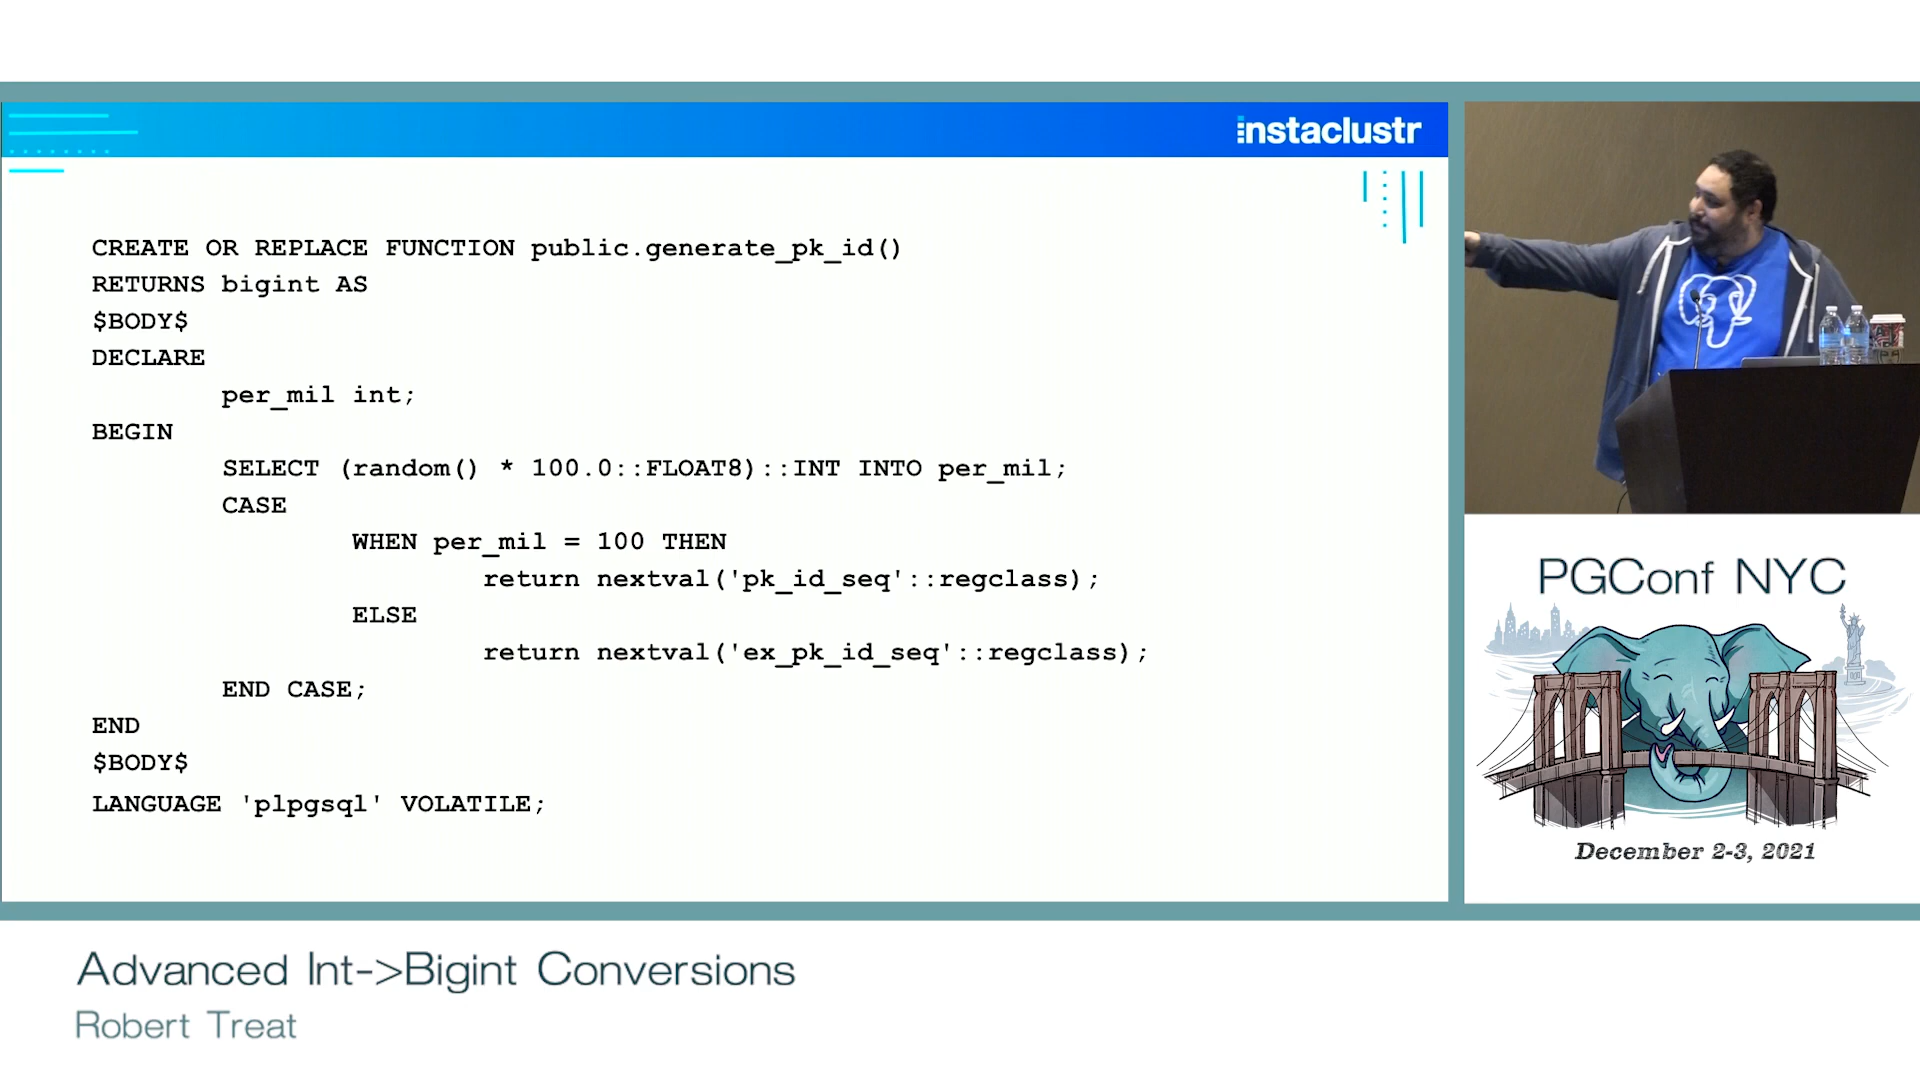 instaclustr
CREATE OR REPLACE FUNCTION public.generate_pk_id()
RETURNS bigint AS
$BODY$
DECLARE
per_mil int;
BEGIN
SELECT (random() * 100.0::FLOAT8)::INT INTO per_mil;
CASE
WHEN per_mil = 100 THEN
return nextval('pk_id_seq'::regclass);
ELSE
return nextval('ex_pk_id_seq'::regclass);
END CASE;
END
$BODY$
LANGUAGE 'plpgsql' VOLATILE;
PGConf NYC
December 2-3, 2021
Advanced Int->Bigint Conversions
Robert Treat